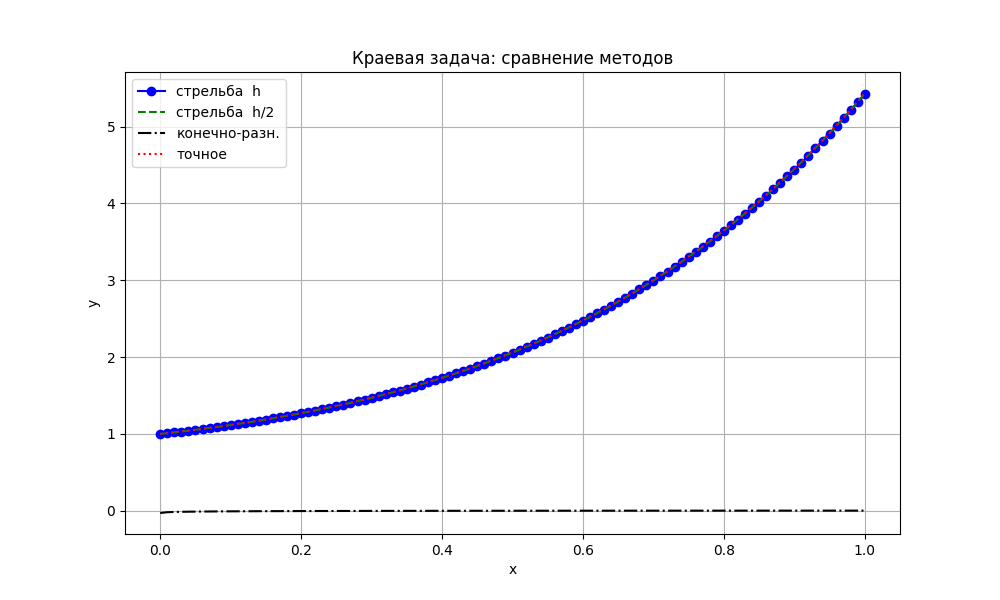 Краевая задача: сравнение методов
стрельба h
стрельба h/2
конечно-разн.
точное
y
5
4
3
2
1
0
0.0 0.2 0.4 0.6 0.8 1.0
x